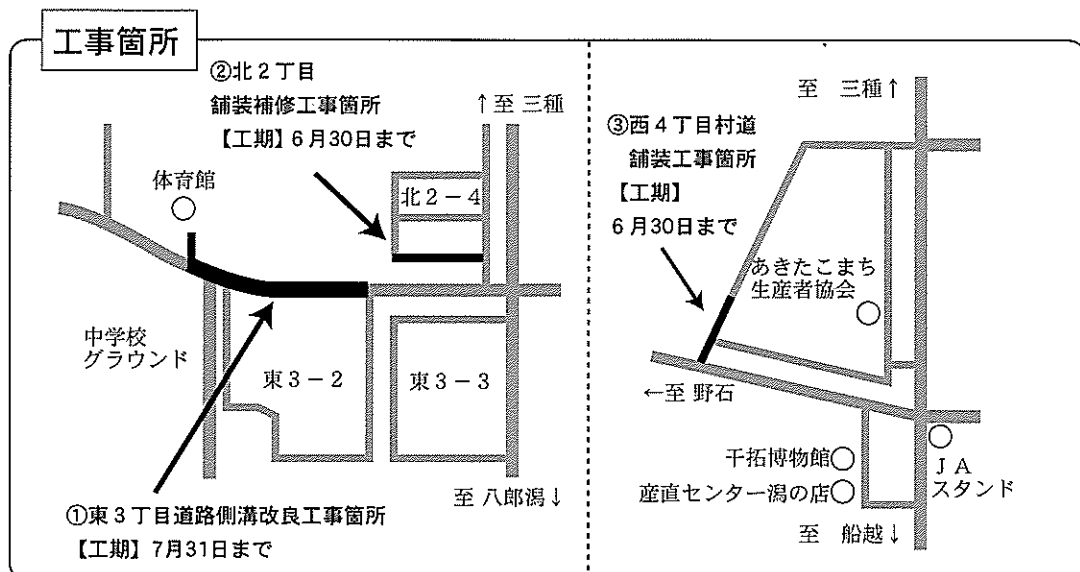 工事箇所
②北2丁目
舗装補修工事箇所
【工期】6月30日まで
↑至 三種
体育館
北2-4
中学校
グラウンド
東3-2
東3-3
至 八郎潟↓
①東3丁目道路側溝改良工事箇所
【工期】7月31日まで
至 三種↑
③西4丁目村道
舗装工事箇所
【工期】
6月30日まで
あきたこまち
生産者協会
←至 野石
干拓博物館
産直センター潟の店
JA
スタンド
至 船越↓